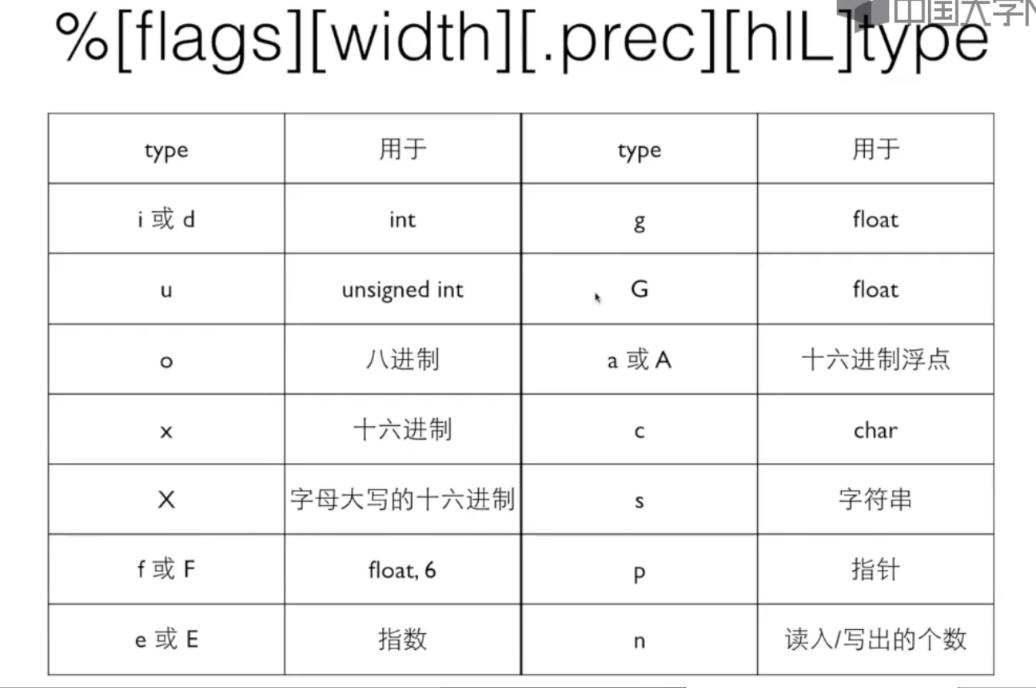 中国大学M
%[flags][width][.prec][hlL]type
type 用于 type 用于
i 或 d int g float
u unsigned int G float
o 八进制 a 或 A 十六进制浮点
x 十六进制 c char
X 字母大写的十六进制 s 字符串
f 或 F float, 6 p 指针
e 或 E 指数 n 读入/写出的个数